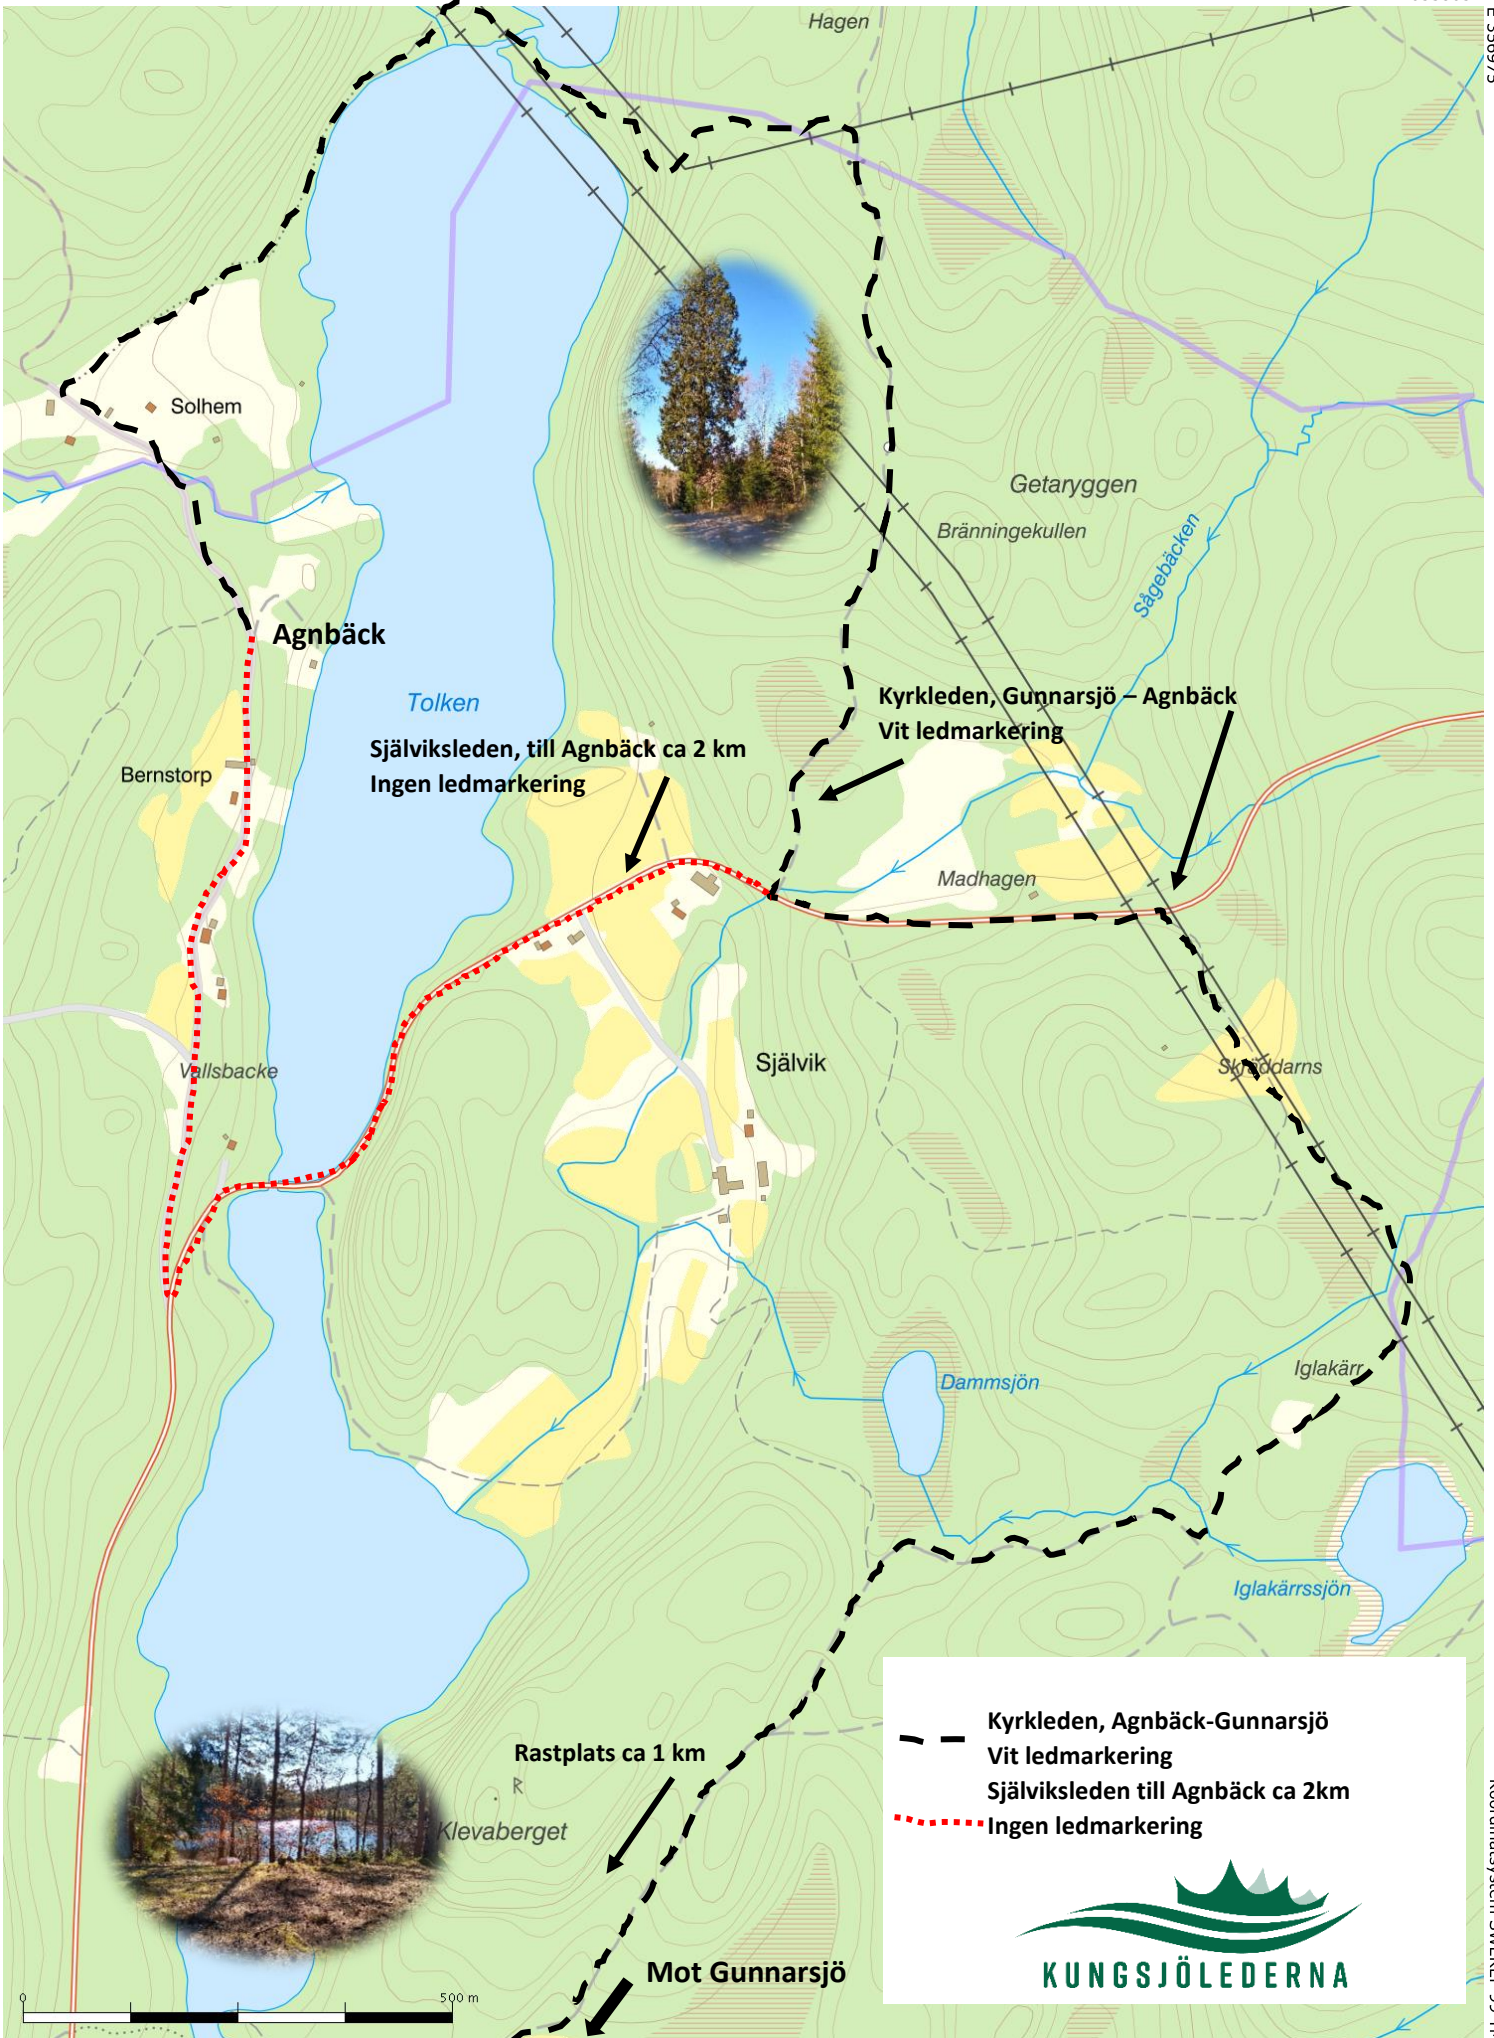 Hagen
Solhem
Getaryggen
Bränningekullen
Sågebäcken
Agnbäck
Tolken
Kyrkleden, Gunnarsjö – Agnbäck
Vit ledmarkering
Själviksleden, till Agnbäck ca 2 km
Ingen ledmarkering
Bernstorp
Madhagen
Vallsbacke
Självik
Skräddarns
Iglakärr
Dammsjön
Iglakärrssjön
Kyrkleden, Agnbäck-Gunnarsjö
Vit ledmarkering
Själviksleden till Agnbäck ca 2km
Ingen ledmarkering
Rastplats ca 1 km
R
Klevaberget
KUNGSJÖLEDERNA
Mot Gunnarsjö
0 500 m